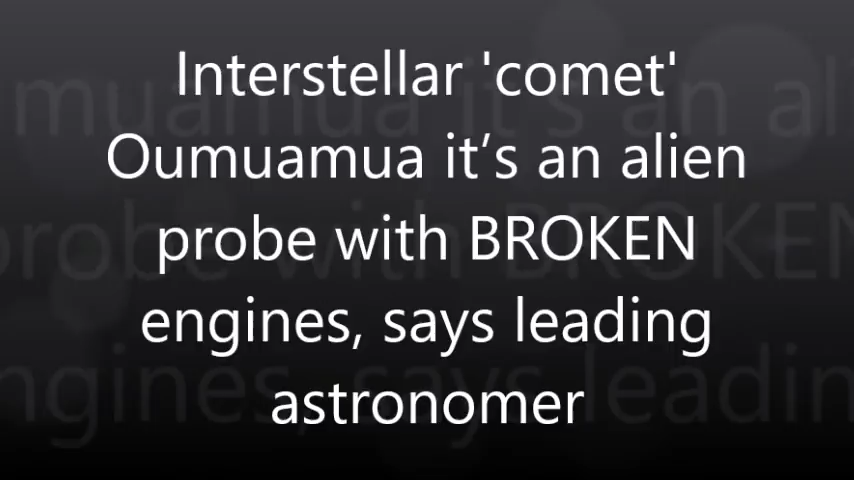 Interstellar 'comet'
Oumuamua it’s an alien
probe with BROKEN
engines, says leading
astronomer